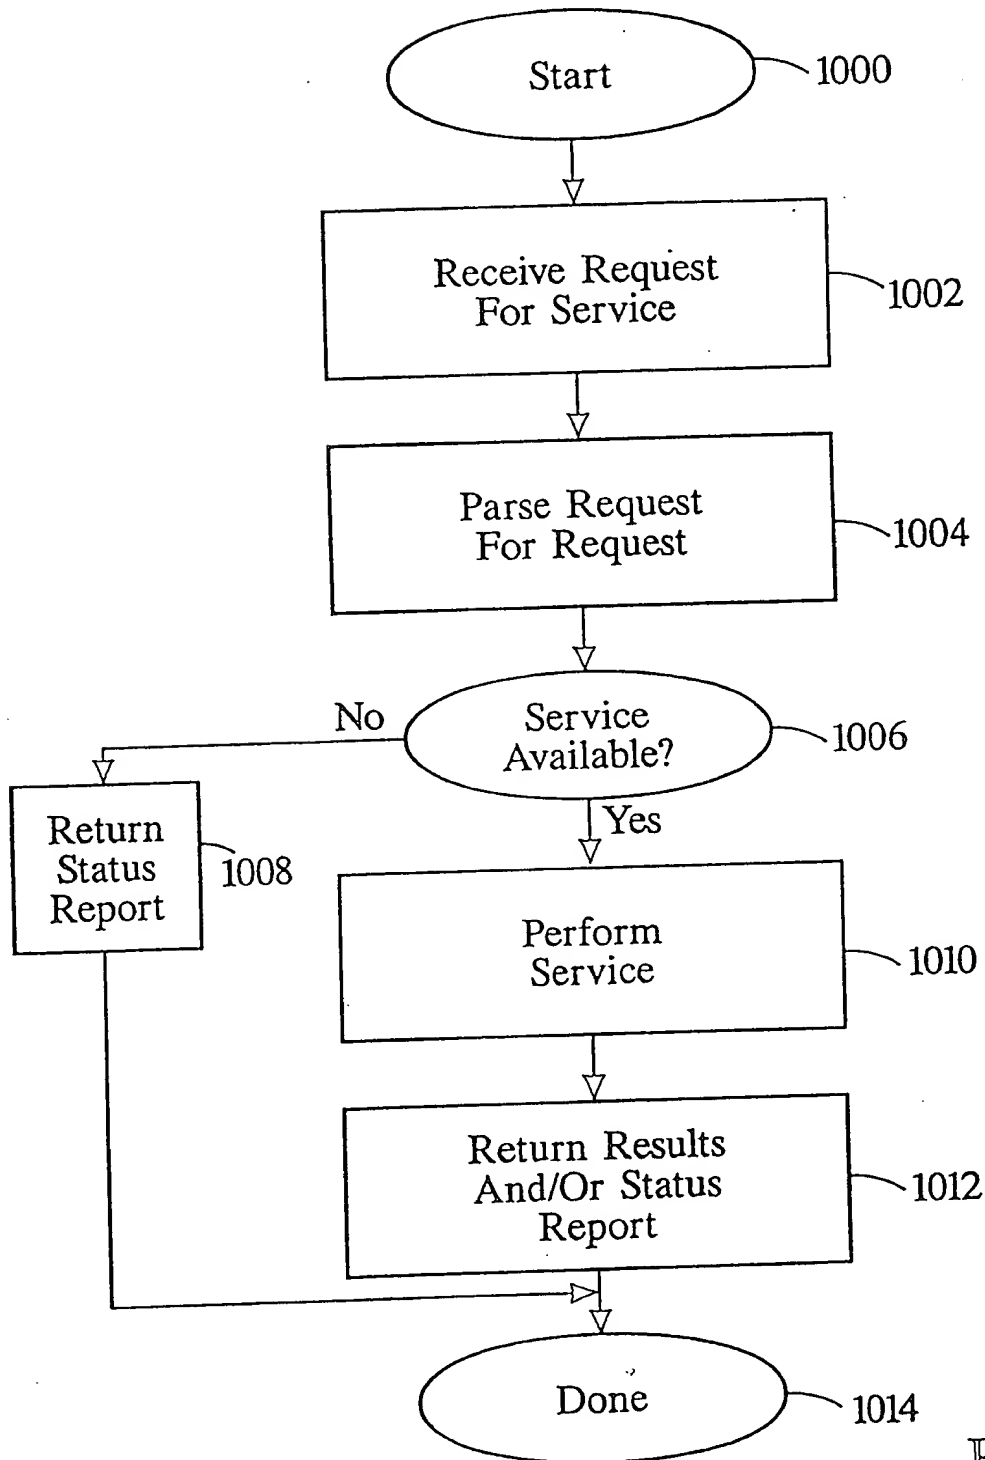 Start
1000
Receive Request
For Service
1002
Parse Request
For Request
1004
No
Service
Available?
1006
Yes
Return
Status
Report
1008
Perform
Service
1010
Return Results
And/Or Status
Report
1012
Done
1014